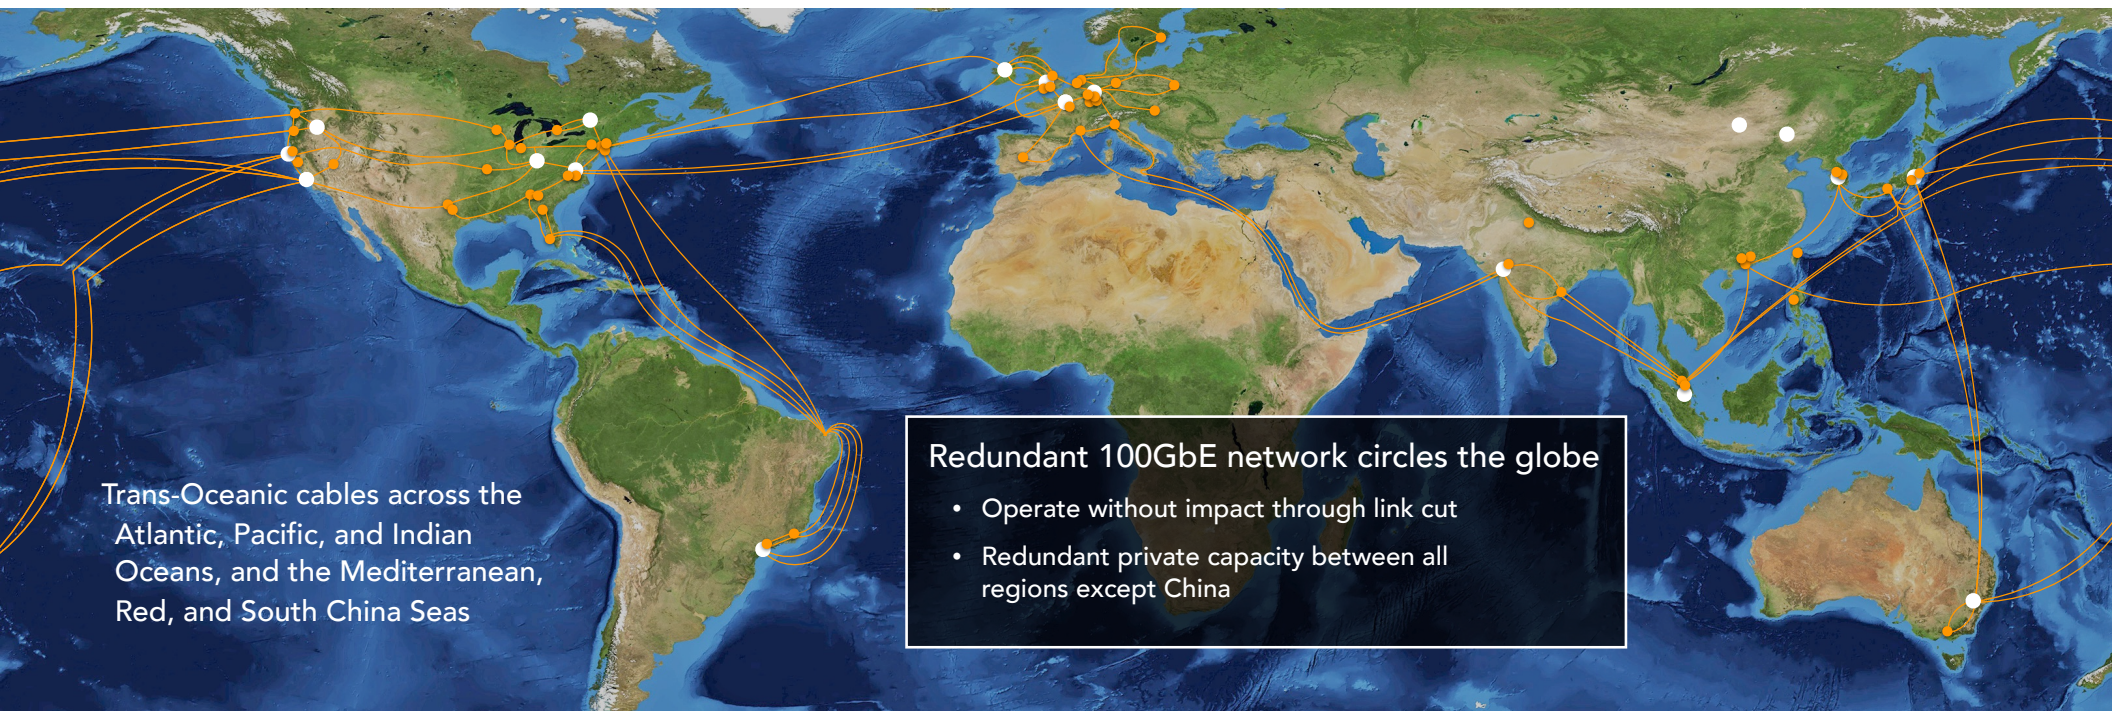 Trans-Oceanic cables across the
Atlantic, Pacific, and Indian
Oceans, and the Mediterranean,
Red, and South China Seas
Redundant 100GbE network circles the globe
• Operate without impact through link cut
• Redundant private capacity between all
regions except China